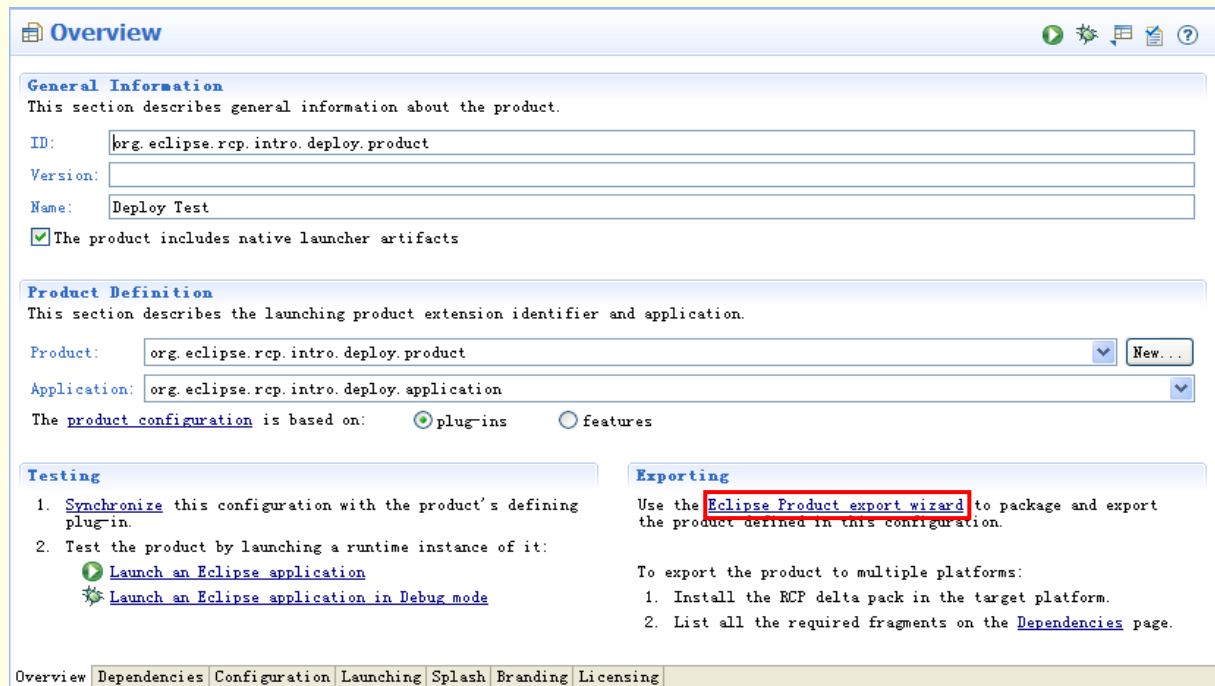 Overview
General Information
This section describes general information about the product.
ID: org.eclipse.rcp.intro.deploy.product
Version:
Name: Deploy Test
The product includes native launcher artifacts
Product Definition
This section describes the launching product extension identifier and application.
Product: org.eclipse.rcp.intro.deploy.product New...
Application: org.eclipse.rcp.intro.deploy.application
The product configuration is based on: plug-ins features
Testing
1. Synchronize this configuration with the product's defining
plug-in.
2. Test the product by launching a runtime instance of it:
Launch an Eclipse application
Launch an Eclipse application in Debug mode
Exporting
Use the Eclipse Product export wizard to package and export
the product defined in this configuration.
To export the product to multiple platforms:
1. Install the RCP delta pack in the target platform.
2. List all the required fragments on the Dependencies page.
Overview Dependencies Configuration Launching Splash Branding Licensing